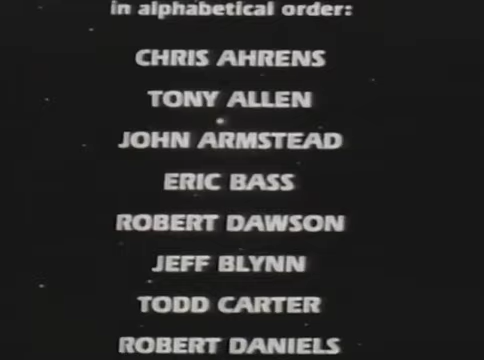 in alphabetical order:
CHRIS AHRENS
TONY ALLEN
JOHN ARMSTEAD
ERIC BASS
ROBERT DAWSON
JEFF BLYNN
TODD CARTER
ROBERT DANIELS